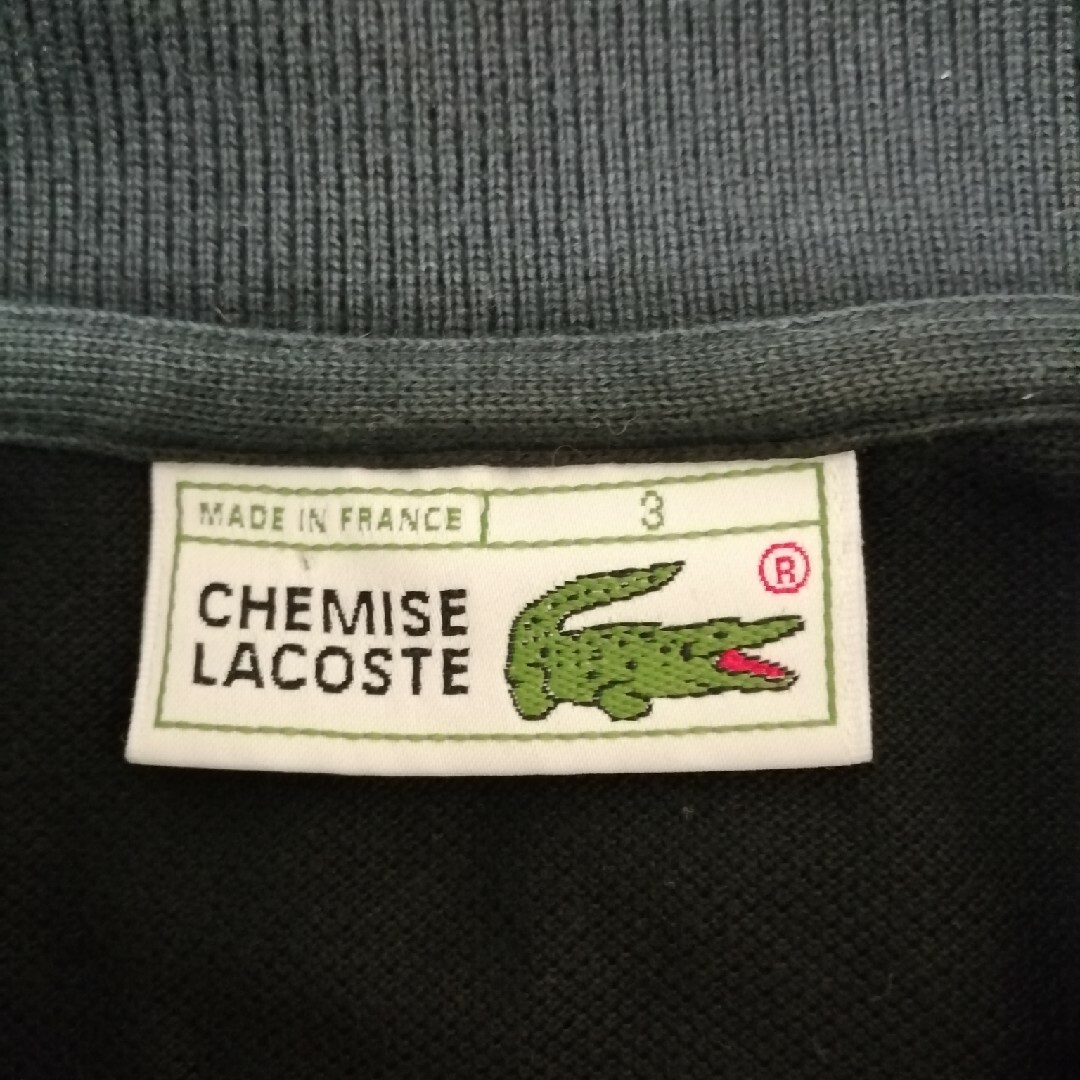 MADE IN FRANCE 3
®
CHEMISE
LACOSTE